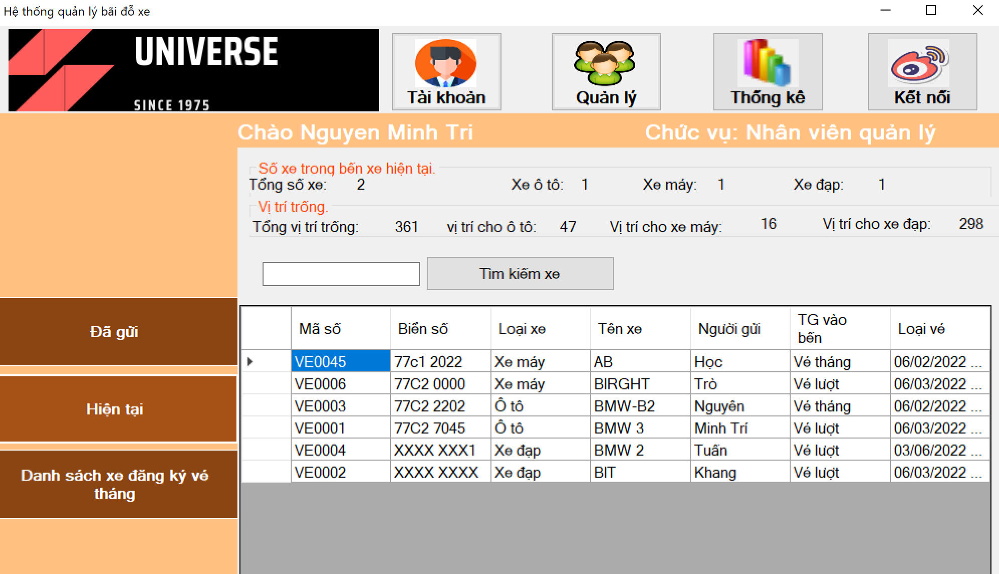 Hệ thống quản lý bãi đỗ xe
UNIVERSE
SINCE 1975
Tài khoản
Quản lý
Thống kê
Kết nối
Chào Nguyen Minh Tri
Chức vụ: Nhân viên quản lý
Số xe trong bến xe hiện tại.
Tổng số xe: 2 Xe ô tô: 1 Xe máy: 1 Xe đạp: 1
Vị trí trống.
Tổng vị trí trống: 361 vị trí cho ô tô: 47 Vị trí cho xe máy: 16 Vị trí cho xe đạp: 298
Tìm kiếm xe
Đã gửi
Hiện tại
Danh sách xe đăng ký vé
tháng
Mã số Biển số Loại xe Tên xe Người gửi TG vào bến Loại vé
VE0045 77c1 2022 Xe máy AB Học Vé tháng 06/02/2022 ...
VE0006 77C2 0000 Xe máy BIRGHT Trò Vé lượt 06/03/2022 ...
VE0003 77C2 2202 Ô tô BMW-B2 Nguyên Vé tháng 06/02/2022 ...
VE0001 77C2 7045 Ô tô BMW 3 Minh Trí Vé lượt 06/03/2022 ...
VE0004 XXXX XXX1 Xe đạp BMW 2 Tuấn Vé lượt 03/06/2022 ...
VE0002 XXXX XXXX Xe đạp BIT Khang Vé lượt 06/03/2022 ...